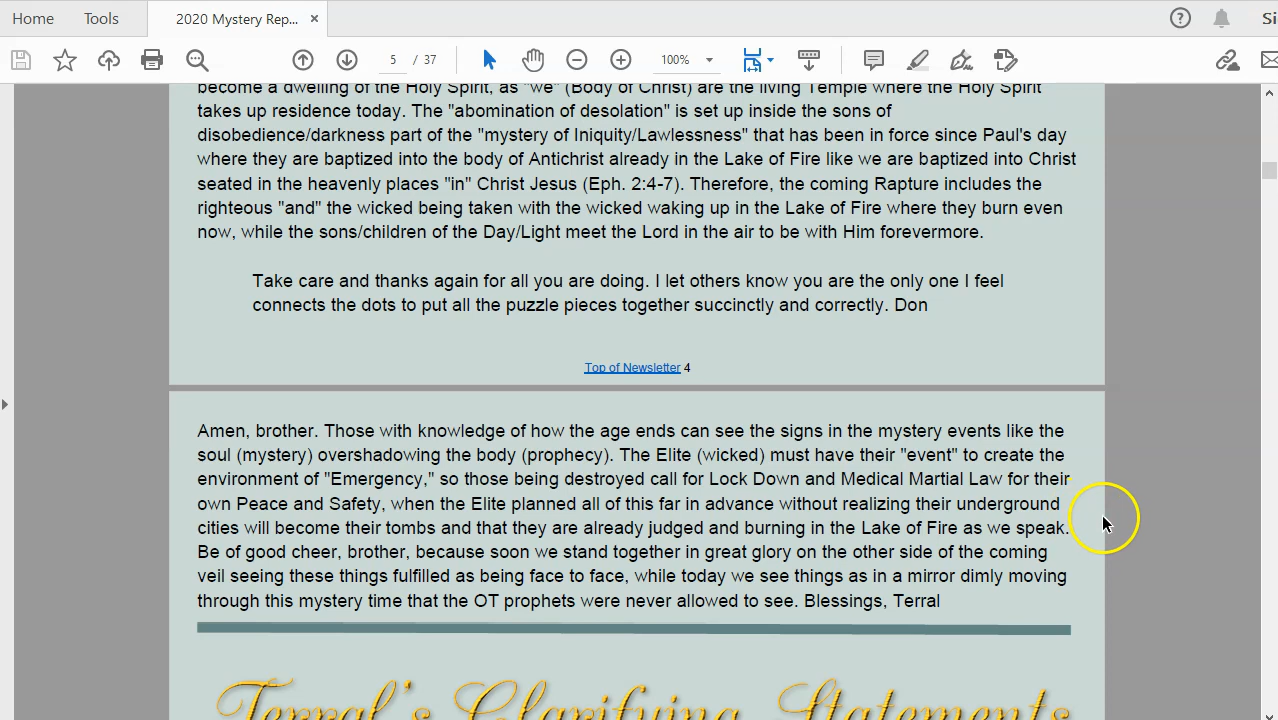 Home Tools 2020 Mystery Rep... × Si
5 / 37 100%
become a dwelling of the Holy Spirit, as "we" (Body of Christ) are the living Temple where the Holy Spirit
takes up residence today. The "abomination of desolation" is set up inside the sons of
disobedience/darkness part of the "mystery of Iniquity/Lawlessness" that has been in force since Paul's day
where they are baptized into the body of Antichrist already in the Lake of Fire like we are baptized into Christ
seated in the heavenly places "in" Christ Jesus (Eph. 2:4-7). Therefore, the coming Rapture includes the
righteous "and" the wicked being taken with the wicked waking up in the Lake of Fire where they burn even
now, while the sons/children of the Day/Light meet the Lord in the air to be with Him forevermore.
Take care and thanks again for all you are doing. I let others know you are the only one I feel
connects the dots to put all the puzzle pieces together succinctly and correctly. Don
Top of Newsletter 4
Amen, brother. Those with knowledge of how the age ends can see the signs in the mystery events like the
soul (mystery) overshadowing the body (prophecy). The Elite (wicked) must have their "event" to create the
environment of "Emergency," so those being destroyed call for Lock Down and Medical Martial Law for their
own Peace and Safety, when the Elite planned all of this far in advance without realizing their underground
cities will become their tombs and that they are already judged and burning in the Lake of Fire as we speak.
Be of good cheer, brother, because soon we stand together in great glory on the other side of the coming
veil seeing these things fulfilled as being face to face, while today we see things as in a mirror dimly moving
through this mystery time that the OT prophets were never allowed to see. Blessings, Terral
Terral's Clarifying Statements